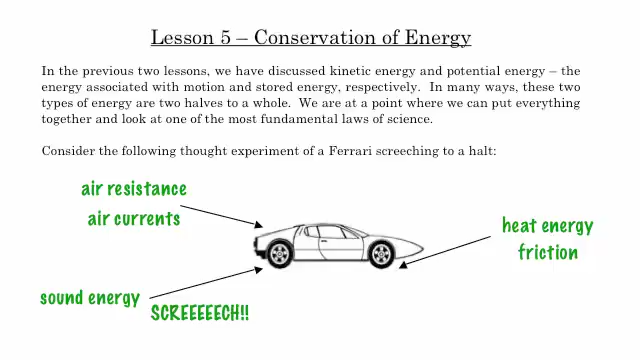 Lesson 5 – Conservation of Energy
In the previous two lessons, we have discussed kinetic energy and potential energy – the
energy associated with motion and stored energy, respectively.  In many ways, these two
types of energy are two halves to a whole.  We are at a point where we can put everything
together and look at one of the most fundamental laws of science.
Consider the following thought experiment of a Ferrari screeching to a halt:
air resistance
air currents
heat energy
friction
sound energy
SCREEEEECH!!